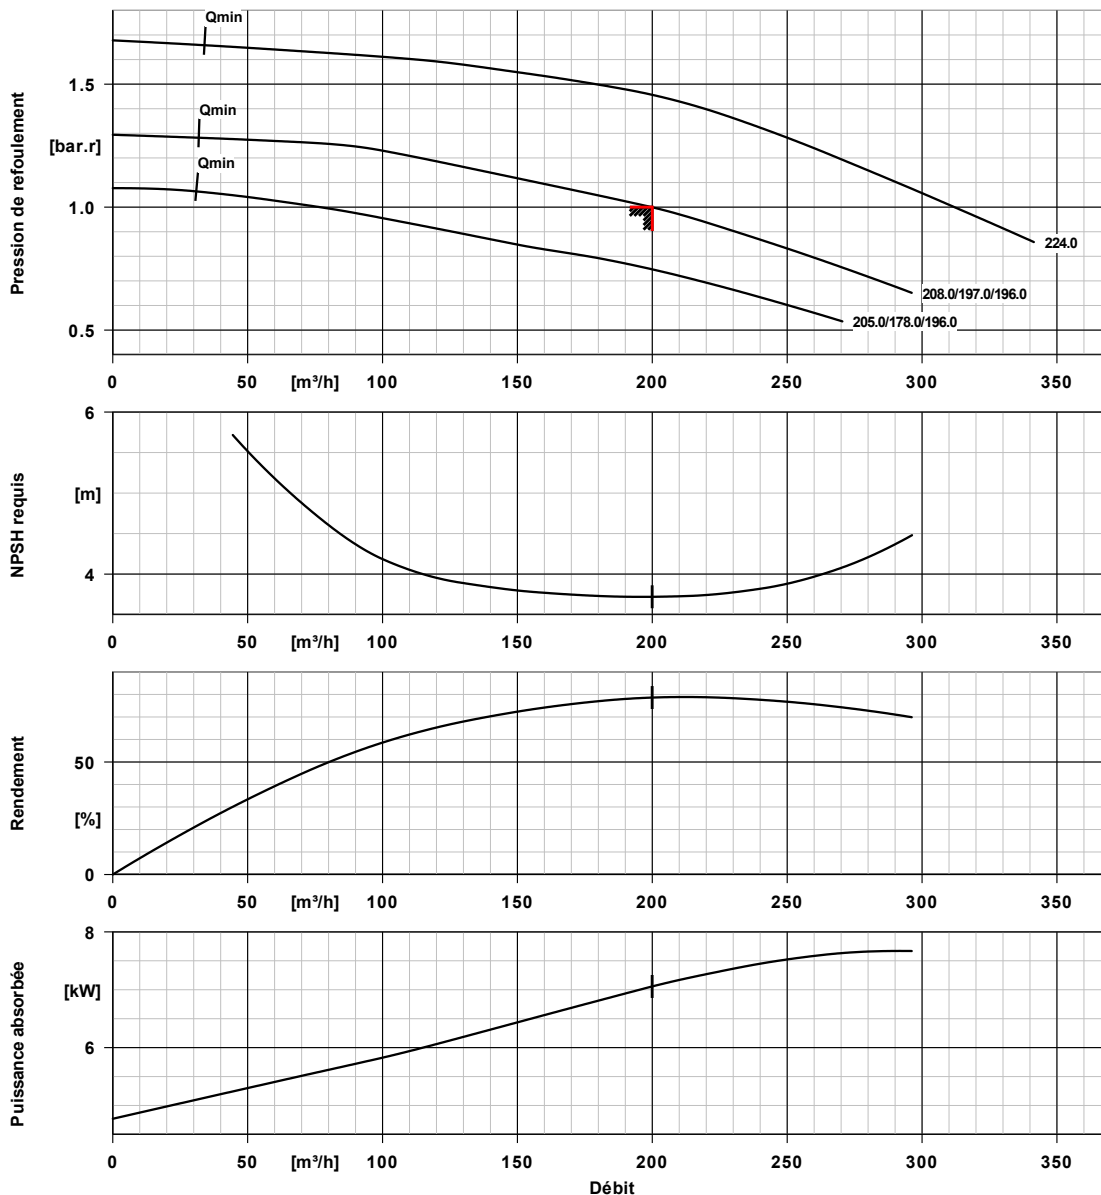 Qmin
1.5
Qmin
[bar.r]
Qmin
1.0
Pression de refoulement
224.0
208.0/197.0/196.0
205.0/178.0/196.0
0.5
0 50 [m³/h] 100 150 200 250 300 350
6
[m]
NPSH requis
4
0 50 [m³/h] 100 150 200 250 300 350
50
Rendement
[%]
0
0 50 [m³/h] 100 150 200 250 300 350
8
[kW]
Puissance absorbée
6
0 50 [m³/h] 100 150 200 250 300 350
Débit